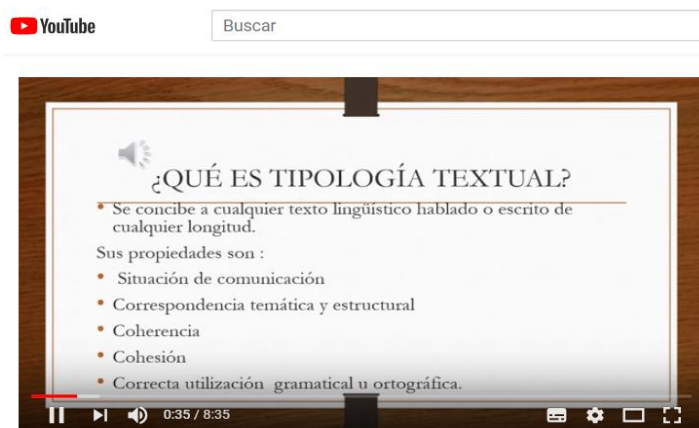 YouTube
Buscar
¿QUÉ ES TIPOLOGÍA TEXTUAL?
• Se concibe a cualquier texto lingüístico hablado o escrito de
cualquier longitud.
Sus propiedades son :
• Situación de comunicación
• Correspondencia temática y estructural
• Coherencia
• Cohesión
• Correcta utilización gramatical u ortográfica.
0:35 / 8:35